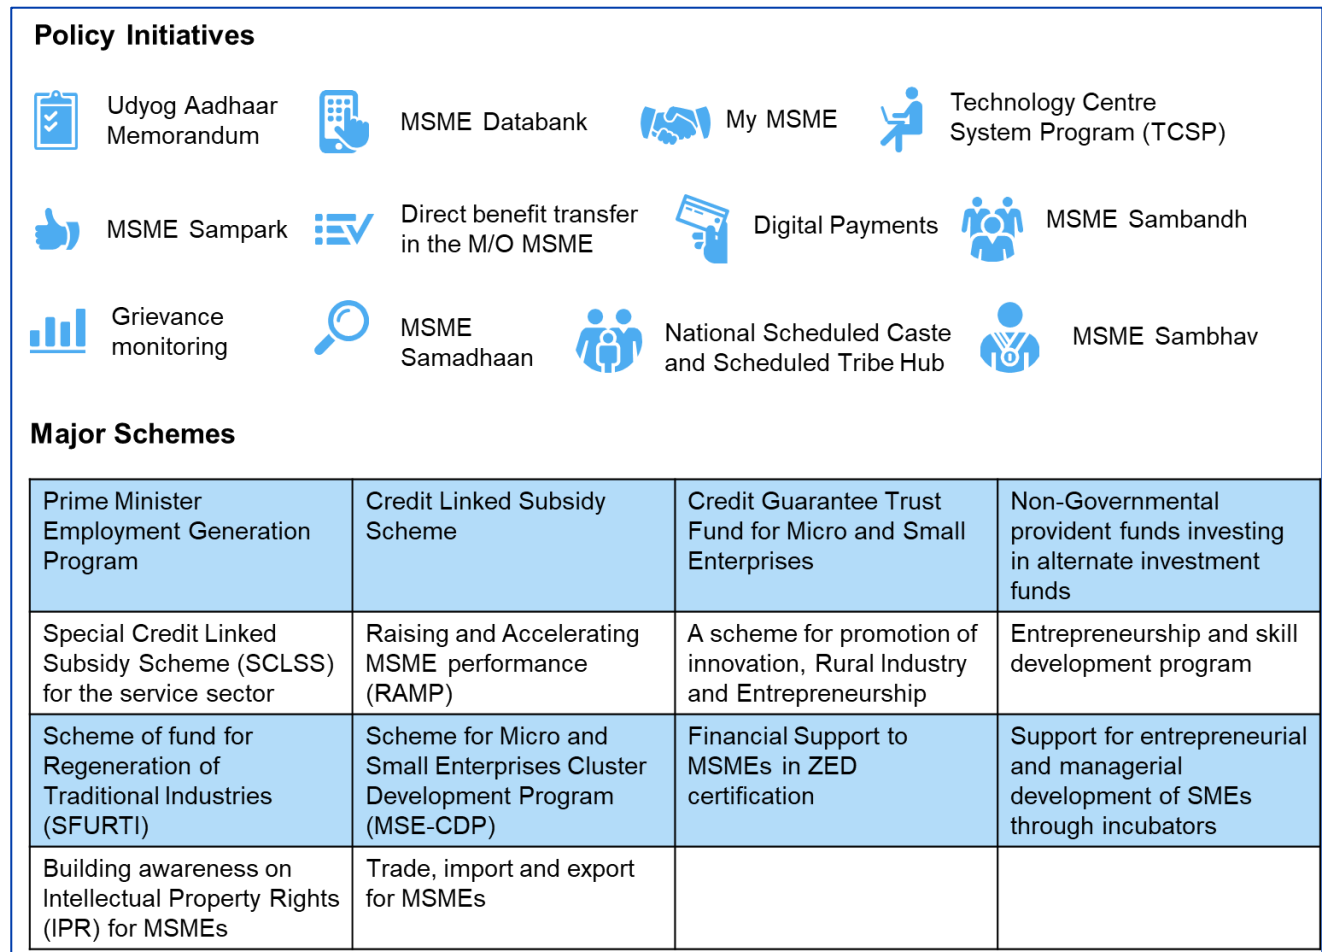 Policy Initiatives
Udyog Aadhaar
Memorandum
MSME Databank
My MSME
Technology Centre
System Program (TCSP)
MSME Sampark
Direct benefit transfer
in the M/O MSME
Digital Payments
MSME Sambandh
Grievance
monitoring
MSME
Samadhaan
National Scheduled Caste
and Scheduled Tribe Hub
MSME Sambhav
Major Schemes
Prime Minister
Employment Generation
Program
Credit Linked Subsidy
Scheme
Credit Guarantee Trust
Fund for Micro and Small
Enterprises
Non-Governmental
provident funds investing
in alternate investment
funds
Special Credit Linked
Subsidy Scheme (SCLSS)
for the service sector
Raising and Accelerating
MSME performance
(RAMP)
A scheme for promotion of
innovation, Rural Industry
and Entrepreneurship
Entrepreneurship and skill
development program
Scheme of fund for
Regeneration of
Traditional Industries
(SFURTI)
Scheme for Micro and
Small Enterprises Cluster
Development Program
(MSE-CDP)
Financial Support to
MSMEs in ZED
certification
Support for entrepreneurial
and managerial
development of SMEs
through incubators
Building awareness on
Intellectual Property Rights
(IPR) for MSMEs
Trade, import and export
for MSMEs